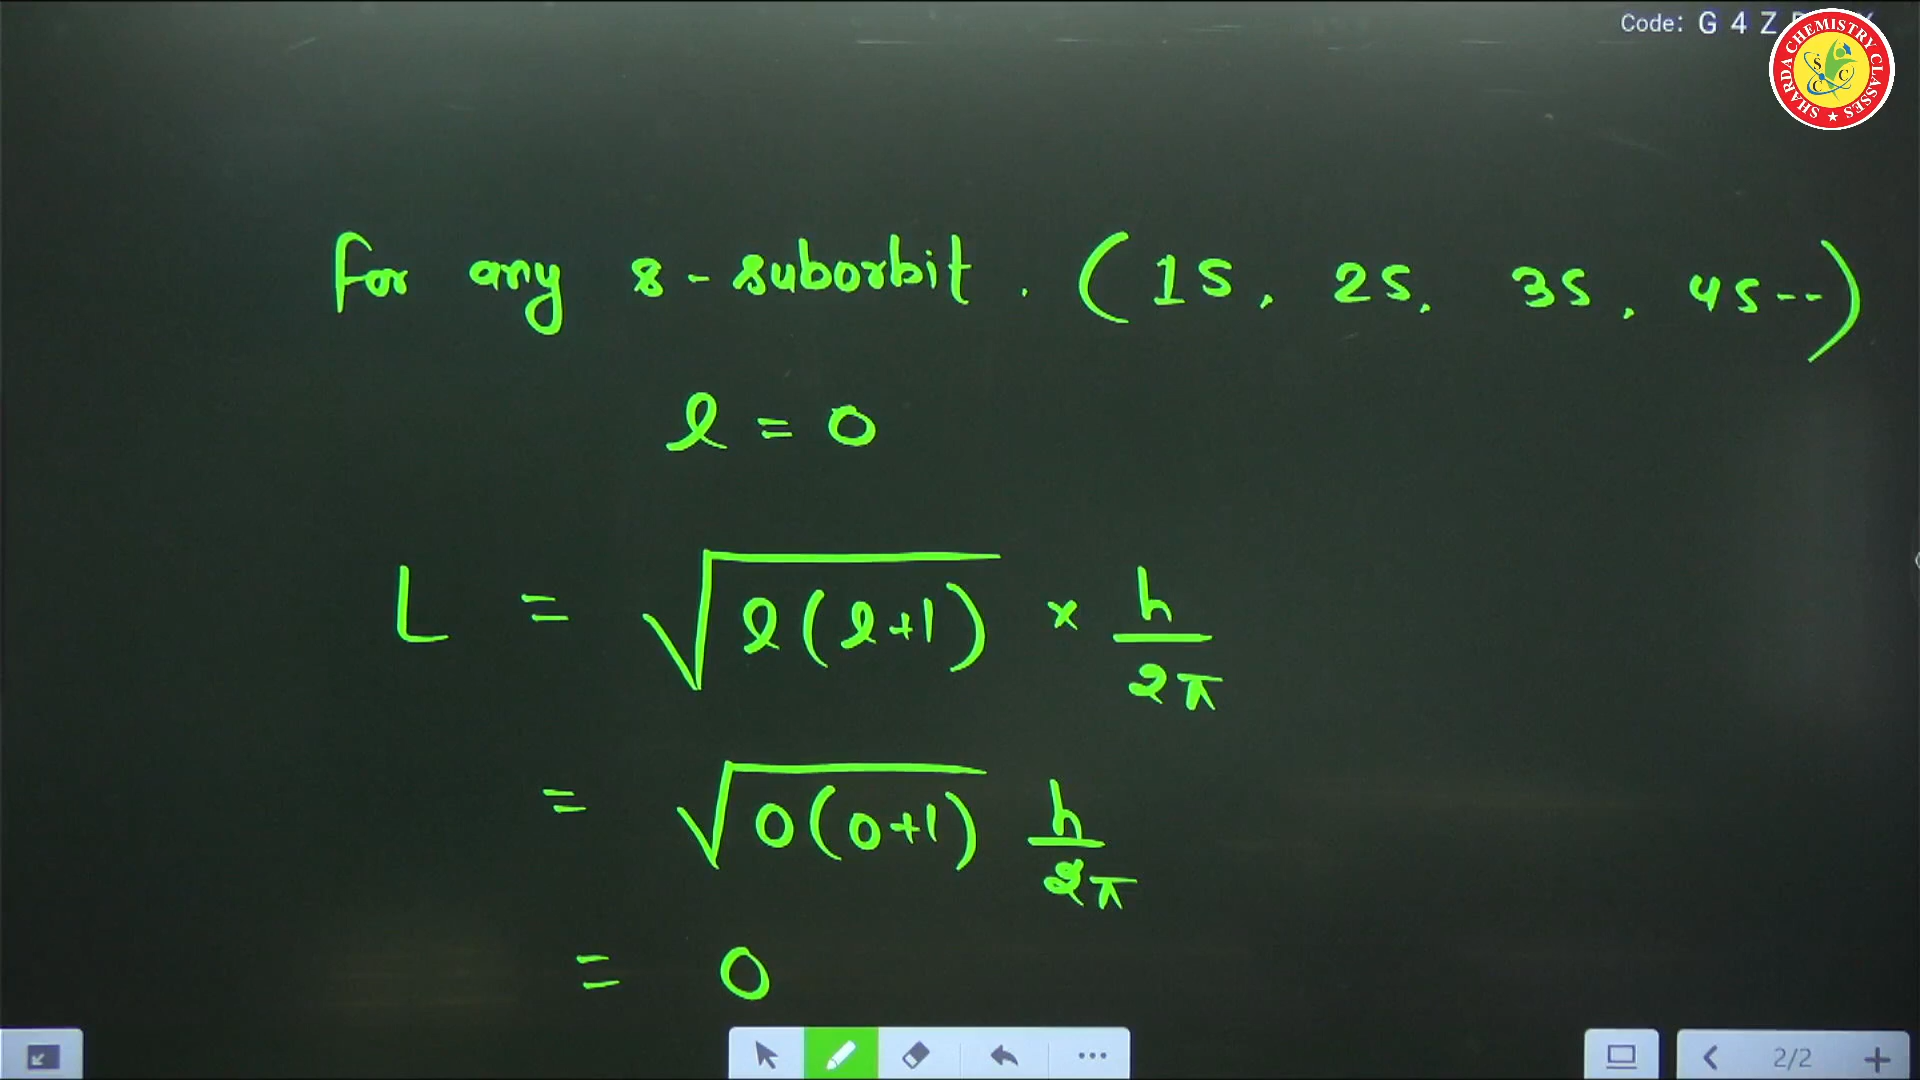 Code: G 4 Z
SHARDA CHEMISTRY CLASSES
S C C
for any s-suborbit. (1s, 2s, 3s, 4s--)
l = 0
L = √l(l+1) × h/2π
= √0(0+1) h/2π
= 0
2/2